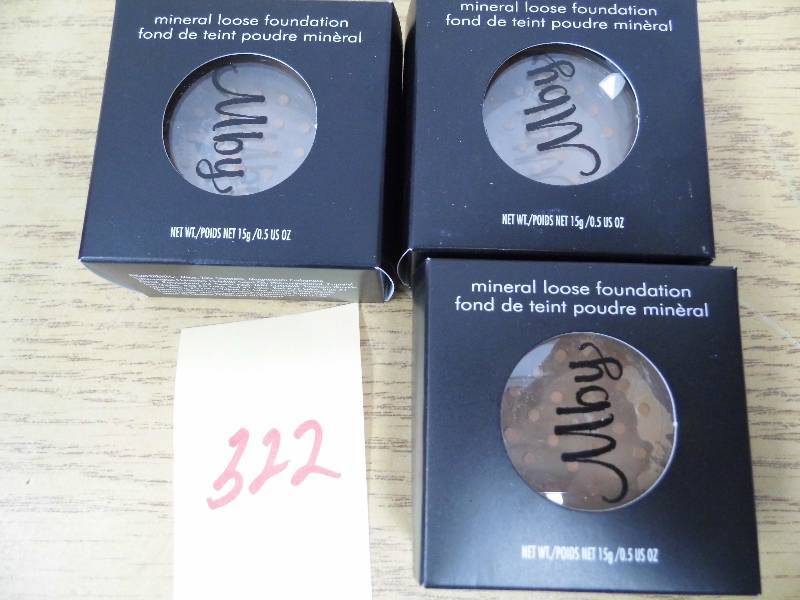 mineral loose foundation
fond de teint poudre minèral
Mby
NET WT./POIDS NET 15g /0.5 US OZ
mineral loose foundation
fond de teint poudre minèral
Mby
NET WT./POIDS NET 15g /0.5 US OZ
mineral loose foundation
fond de teint poudre minèral
Mby
NET WT./POIDS NET 15g /0.5 US OZ
322